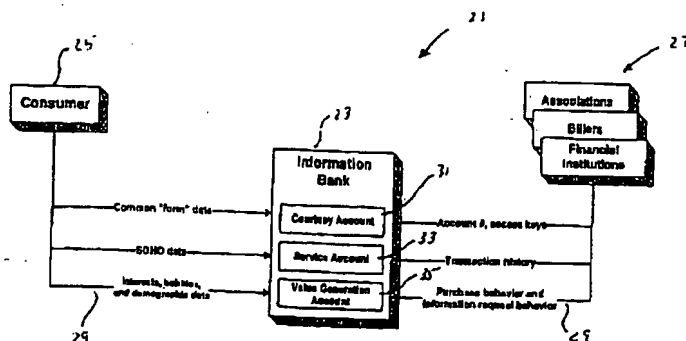 21
25
27
Consumer
23
Associations
Billers
Financial
Institutions
Information
Bank
31
Common "form" data
Courtesy Account
Account #, access keys
33
SOHO data
Service Account
Transaction history
35
Interests, hobbies,
and demographic data
Value Generation
Account
Purchase behavior and
information request behavior
29
29